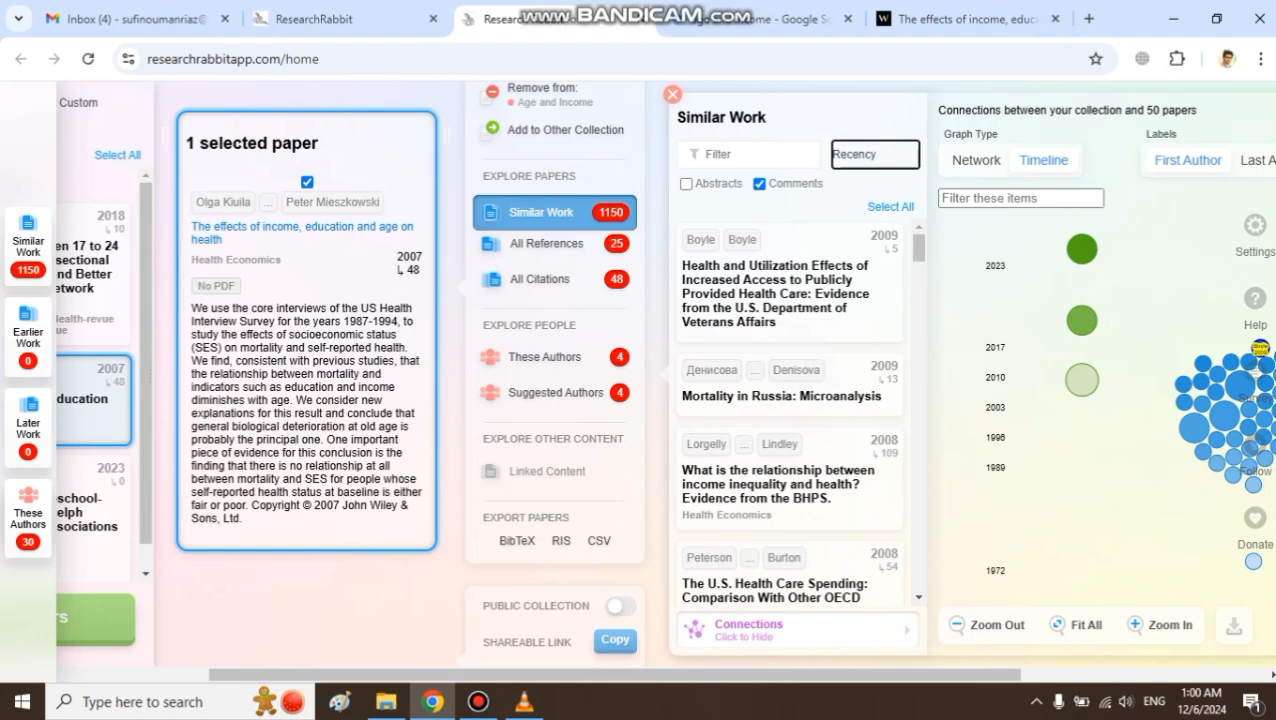 Inbox (4) - sufinoumanriaz@
ResearchRabbit
Resear
www.BANDICAM.com
ome - Google Sc
The effects of income, educ
researchrabbitapp.com/home
Custom
Select All
2018
10
en 17 to 24
sectional
nd Better
etwork
ealth-revue
ue
2007
48
ducation
2023
0
school-
elph
sociations
Similar
Work
1150
Earlier
Work
0
Later
Work
0
These
Authors
30
1 selected paper
Olga Kiuila
...
Peter Mieszkowski
The effects of income, education and age on
health
Health Economics
2007
48
No PDF
We use the core interviews of the US Health
Interview Survey for the years 1987-1994, to
study the effects of socioeconomic status
(SES) on mortality and self-reported health.
We find, consistent with previous studies, that
the relationship between mortality and
indicators such as education and income
diminishes with age. We consider new
explanations for this result and conclude that
general biological deterioration at old age is
probably the principal one. One important
piece of evidence for this conclusion is the
finding that there is no relationship at all
between mortality and SES for people whose
self-reported health status at baseline is either
fair or poor. Copyright © 2007 John Wiley &
Sons, Ltd.
Remove from:
Age and Income
Add to Other Collection
EXPLORE PAPERS
Similar Work 1150
All References 25
All Citations 48
EXPLORE PEOPLE
These Authors 4
Suggested Authors 4
EXPLORE OTHER CONTENT
Linked Content
EXPORT PAPERS
BibTeX RIS CSV
PUBLIC COLLECTION
SHAREABLE LINK Copy
Similar Work
Filter
Recency
Abstracts Comments
Select All
Boyle Boyle
2009
5
Health and Utilization Effects of
Increased Access to Publicly
Provided Health Care: Evidence
from the U.S. Department of
Veterans Affairs
Денисова ... Denisova
2009
13
Mortality in Russia: Microanalysis
Lorgelly ... Lindley
2008
109
What is the relationship between
income inequality and health?
Evidence from the BHPS.
Health Economics
Peterson ... Burton
2008
54
The U.S. Health Care Spending:
Comparison With Other OECD
Connections
Click to Hide
Connections between your collection and 50 papers
Graph Type
Labels
Network Timeline
First Author Last A
Filter these items
2023
2017
2010
2003
1996
1989
1972
Settings
Help
Survey
Follow
Donate
Zoom Out Fit All Zoom In
Type here to search
ENG
1:00 AM
12/6/2024
1